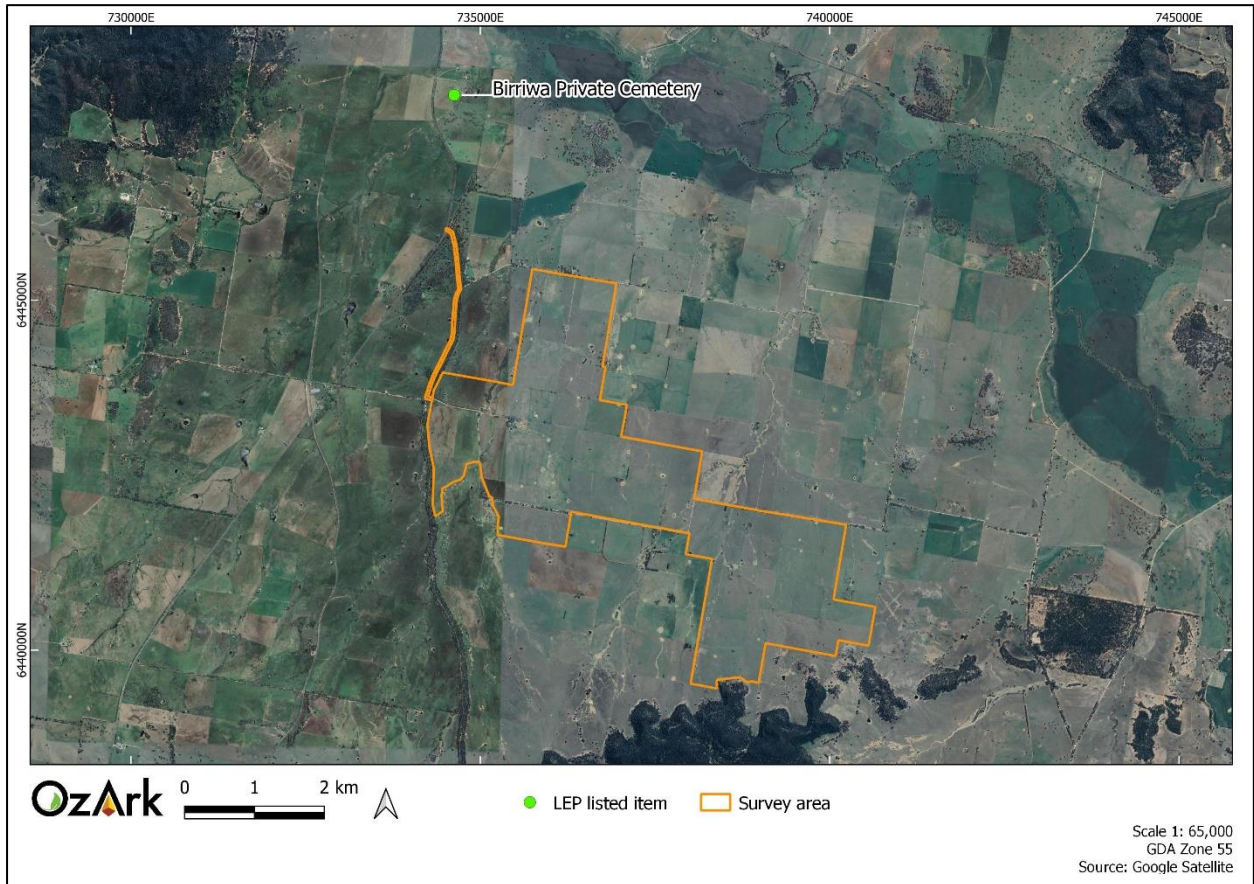 730000E
735000E
740000E
745000E
Birriwa Private Cemetery
6445000N
6440000N
OzArk
0 1 2 km
LEP listed item
Survey area
Scale 1: 65,000
GDA Zone 55
Source: Google Satellite